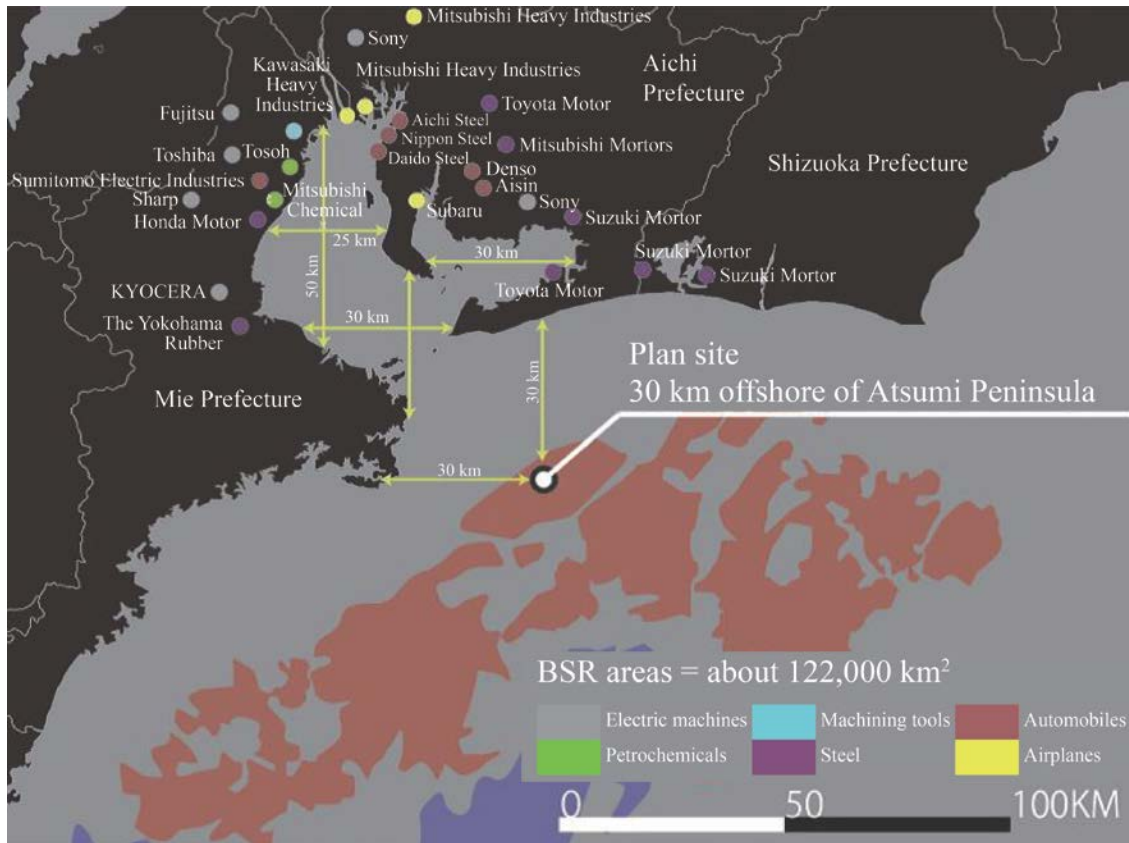 Mitsubishi Heavy Industries
Sony
Kawasaki
Heavy
Industries
Mitsubishi Heavy Industries
Aichi
Prefecture
Fujitsu
Toyota Motor
Aichi Steel
Nippon Steel
Mitsubishi Mortors
Toshiba
Tosoh
Daido Steel
Shizuoka Prefecture
Denso
Sumitomo Electric Industries
Aisin
Sharp
Mitsubishi
Chemical
Subaru
Sony
Honda Motor
Suzuki Mortor
25 km
30 km
Suzuki Mortor
50 km
Suzuki Mortor
KYOCERA
Toyota Motor
The Yokohama
Rubber
30 km
Plan site
30 km offshore of Atsumi Peninsula
30 km
Mie Prefecture
30 km
BSR areas = about 122,000 km²
Electric machines
Machining tools
Automobiles
Petrochemicals
Steel
Airplanes
0
50
100KM